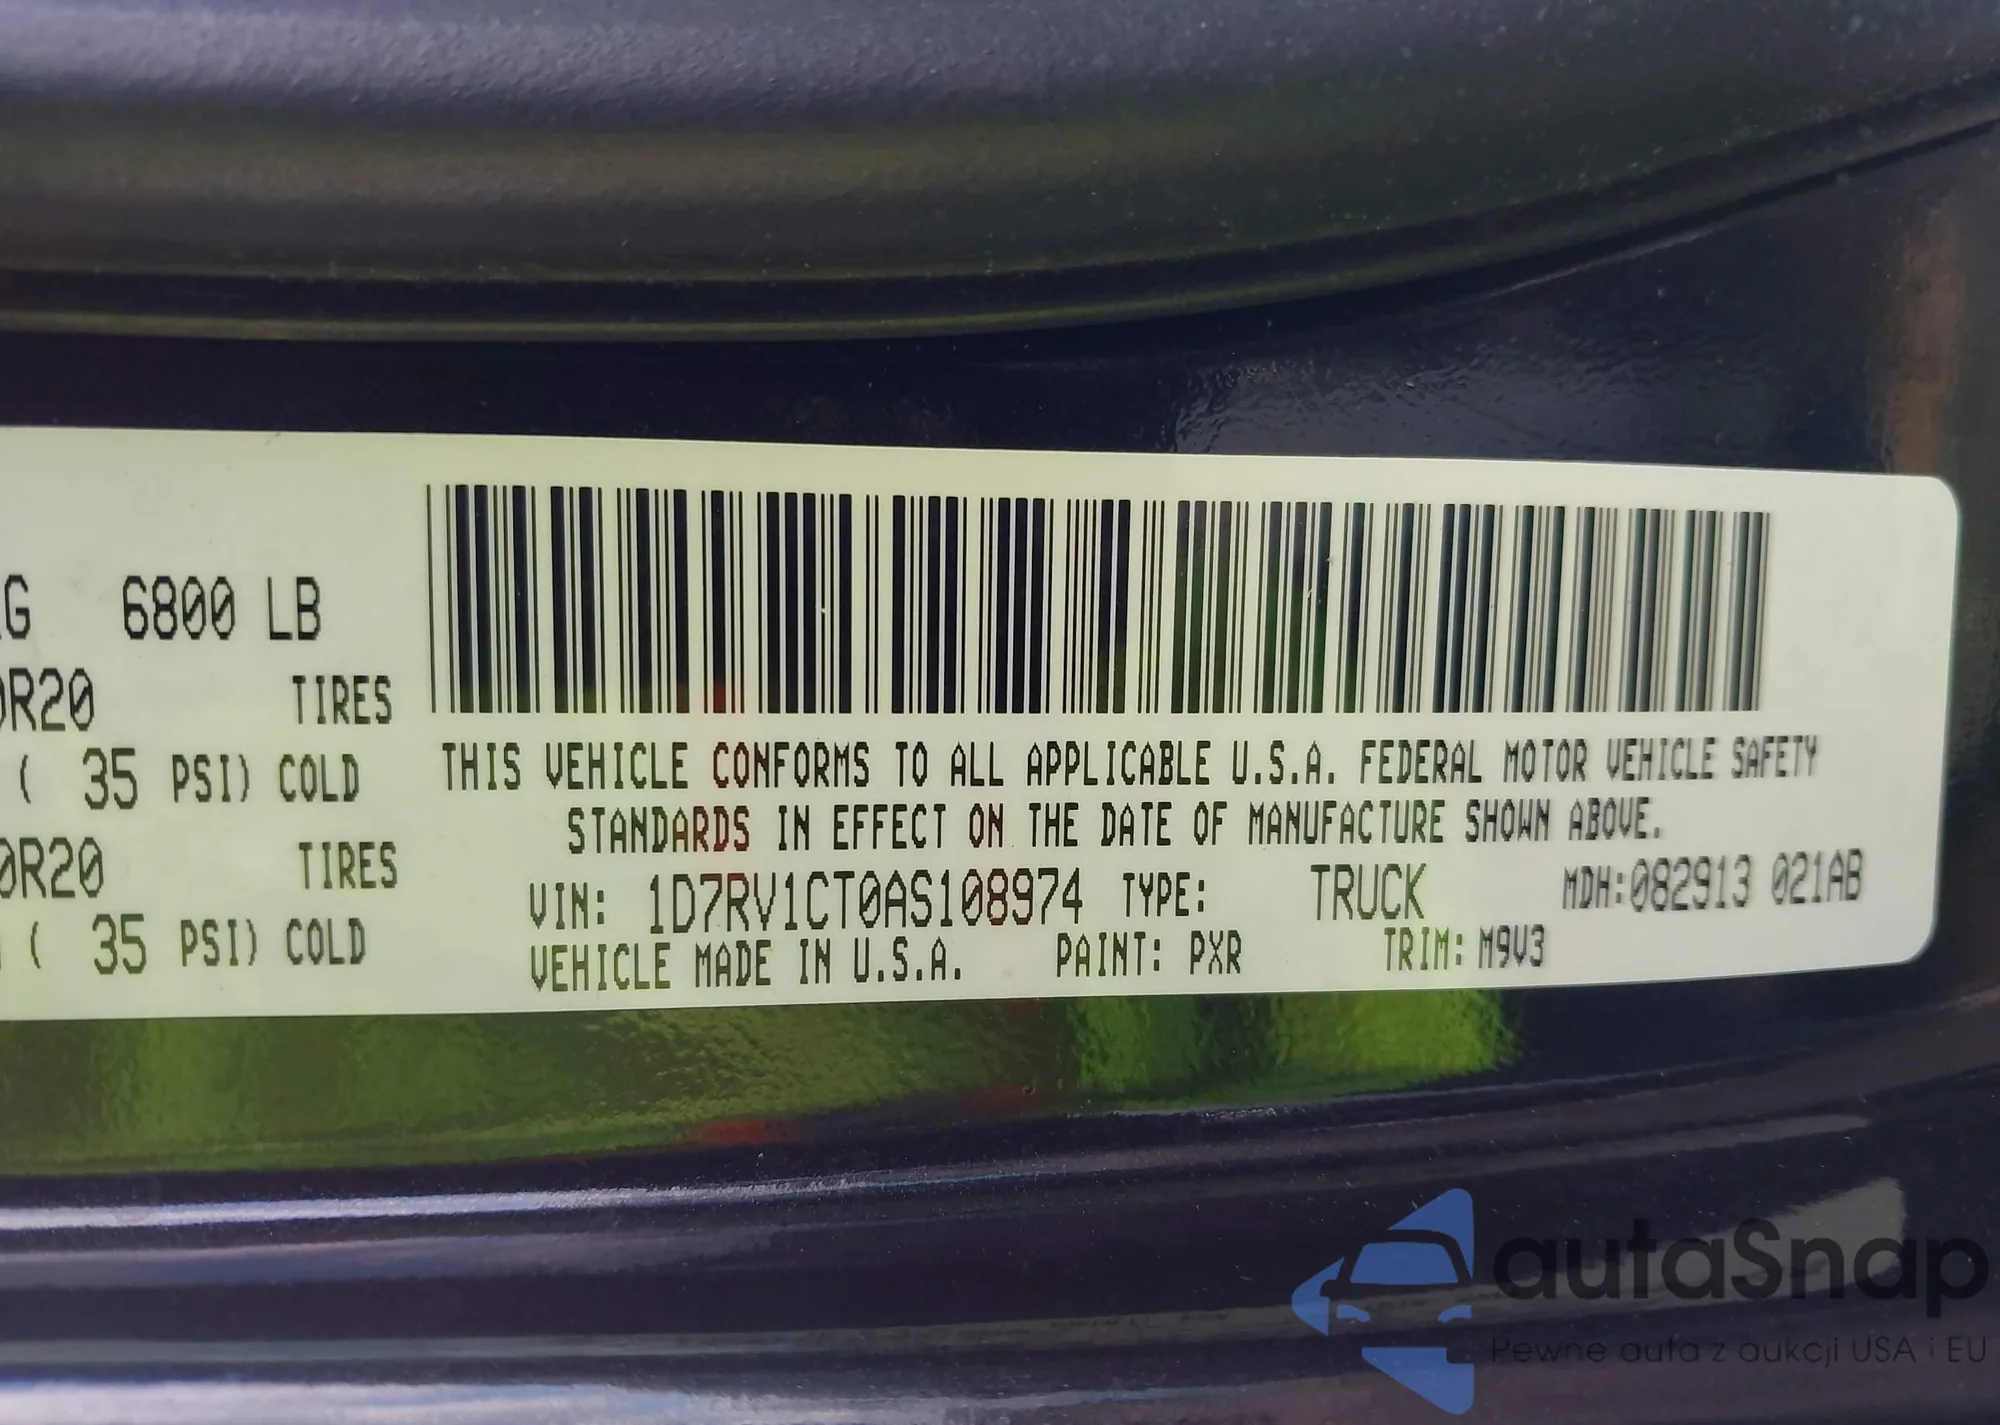 G 6800 LB
0R20 TIRES
( 35 PSI) COLD
0R20 TIRES
( 35 PSI) COLD
THIS VEHICLE CONFORMS TO ALL APPLICABLE U.S.A. FEDERAL MOTOR VEHICLE SAFETY
STANDARDS IN EFFECT ON THE DATE OF MANUFACTURE SHOWN ABOVE.
VIN: 1D7RV1CT0AS108974 TYPE: TRUCK MDH:082913 021AB
VEHICLE MADE IN U.S.A. PAINT: PXR TRIM: M9V3
autaSnap
Pewne auta z aukcji USA i EU